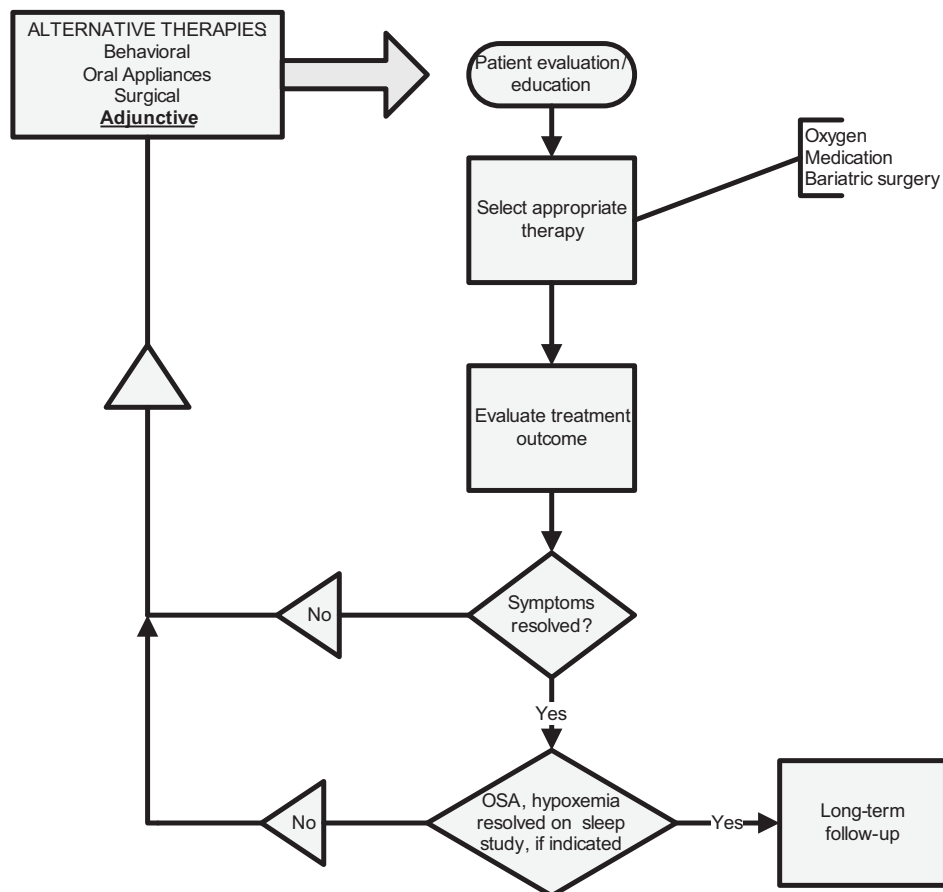 ALTERNATIVE THERAPIES:
Behavioral
Oral Appliances
Surgical
Adjunctive
Patient evaluation/
education
Oxygen
Medication
Bariatric surgery
Select appropriate
therapy
Evaluate treatment
outcome
Symptoms
resolved?
No
Yes
OSA, hypoxemia
resolved on sleep
study, if indicated
No
Yes
Long-term
follow-up